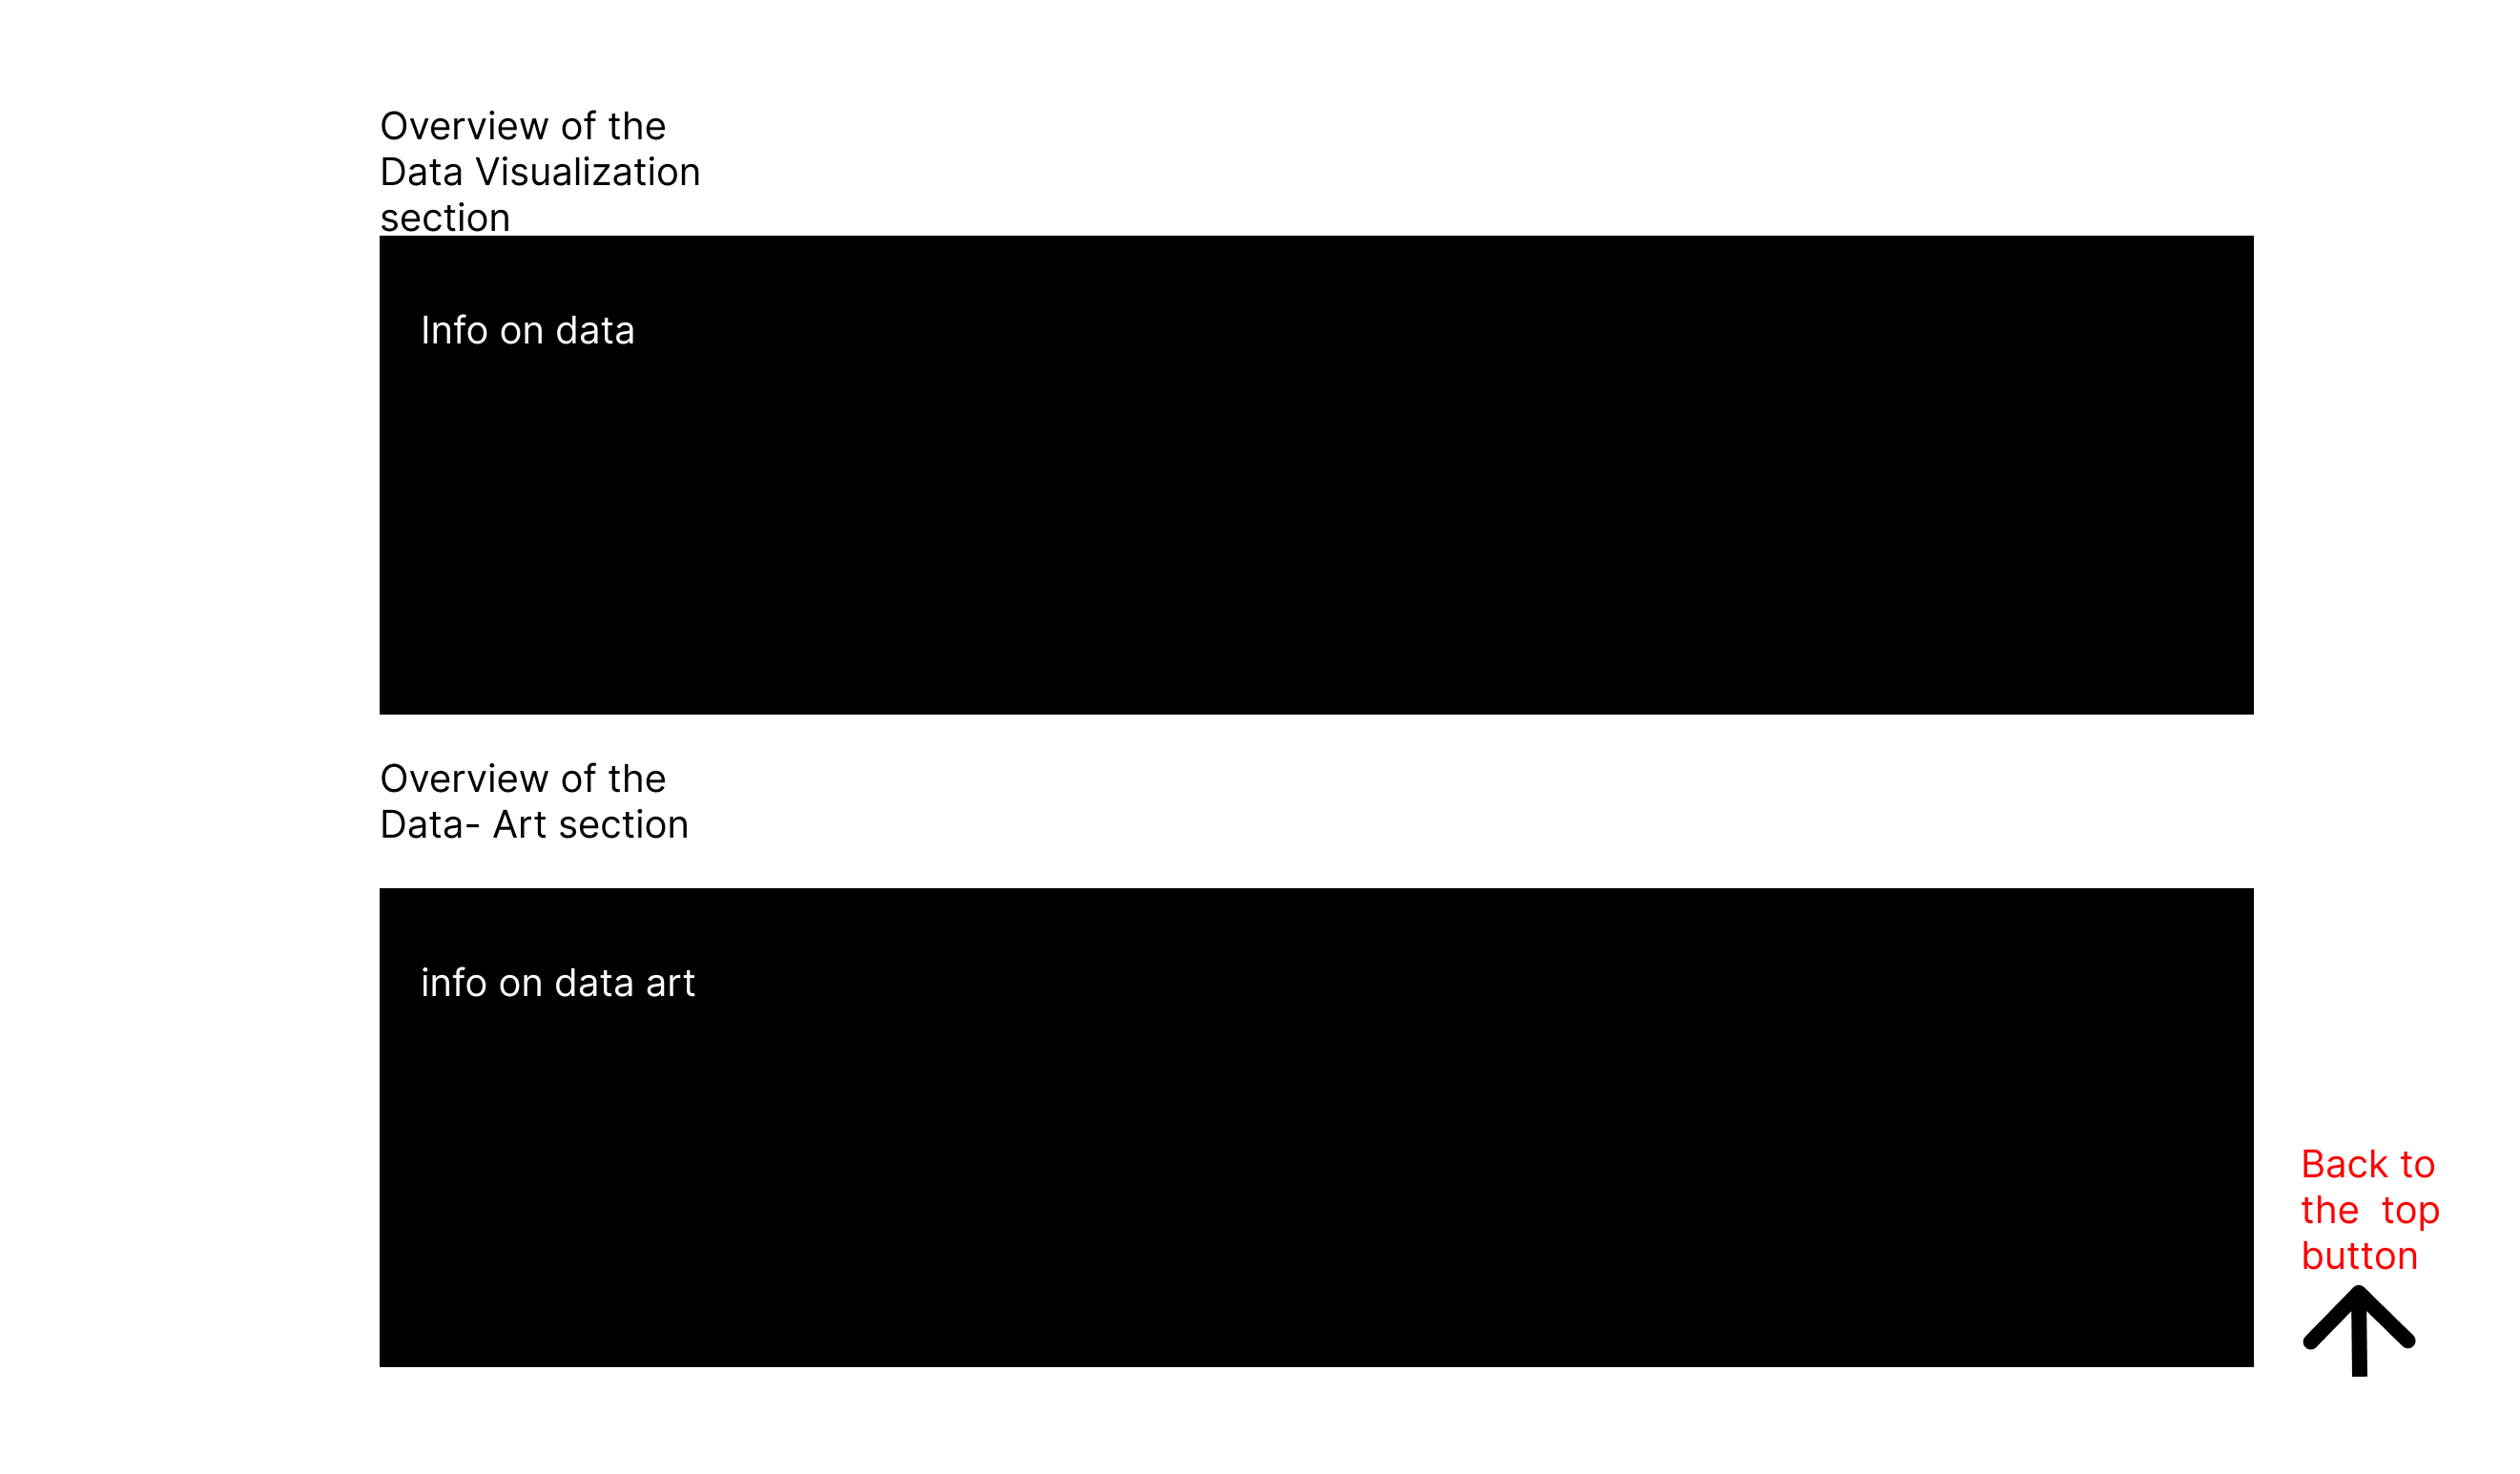 Overview of the
Data Visualization
section
Info on data
Overview of the
Data- Art section
info on data art
Back to
the  top
button